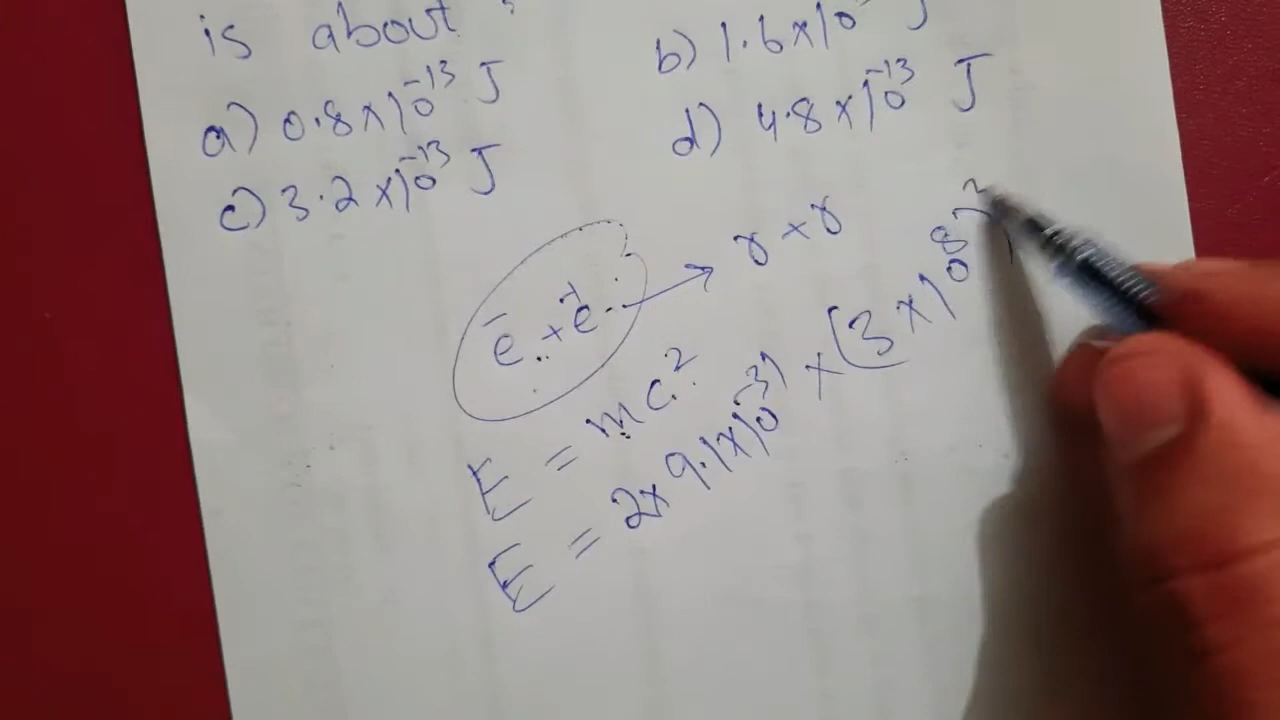 is about ?
a) 0.8×10⁻¹³ J
b) 1.6×10⁻ J
c) 3.2×10⁻¹³ J
d) 4.8×10⁻¹³ J
e⁻ + e⁺ → γ + γ
E = mc²
E = 2×9.1×10⁻³¹ × (3×10⁸)²